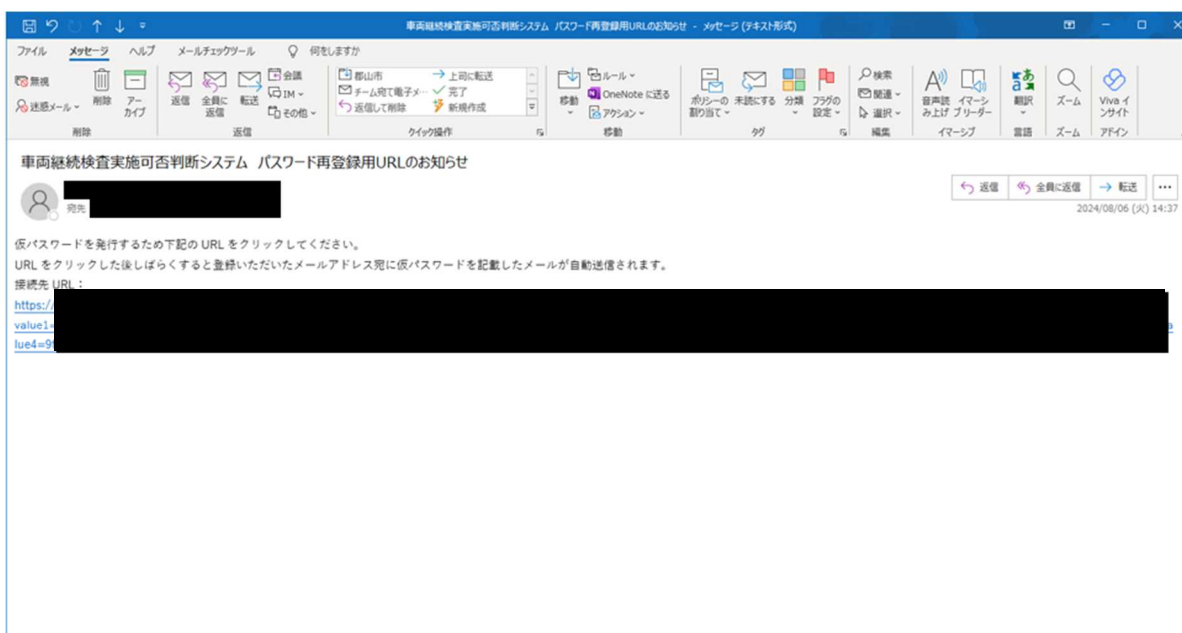 車両継続検査実施可否判断システム パスワード再登録用URLのお知らせ - メッセージ (テキスト形式)
ファイル メッセージ ヘルプ メールチェックツール 何をしますか
無視
迷惑メール
削除
アーカイブ
削除
返信
全員に返信
転送
会議
IM
その他
返信
郡山市
チーム宛て電子メ…
返信して削除
上司に転送
完了
新規作成
クイック操作
移動
ルール
OneNote に送る
アクション
移動
ポリシーの割り当て
未読にする
分類
フラグの設定
タグ
検索
関連
選択
編集
音声読み上げ
イマーシブ リーダー
イマーシブ
翻訳
言語
ズーム
ズーム
Viva インサイト
アドイン
車両継続検査実施可否判断システム パスワード再登録用URLのお知らせ
宛先
返信 全員に返信 転送
2024/08/06 (火) 14:37
仮パスワードを発行するため下記の URL をクリックしてください。
URL をクリックした後しばらくすると登録いただいたメールアドレス宛に仮パスワードを記載したメールが自動送信されます。
接続先 URL：
https://
value1=
lue4=9